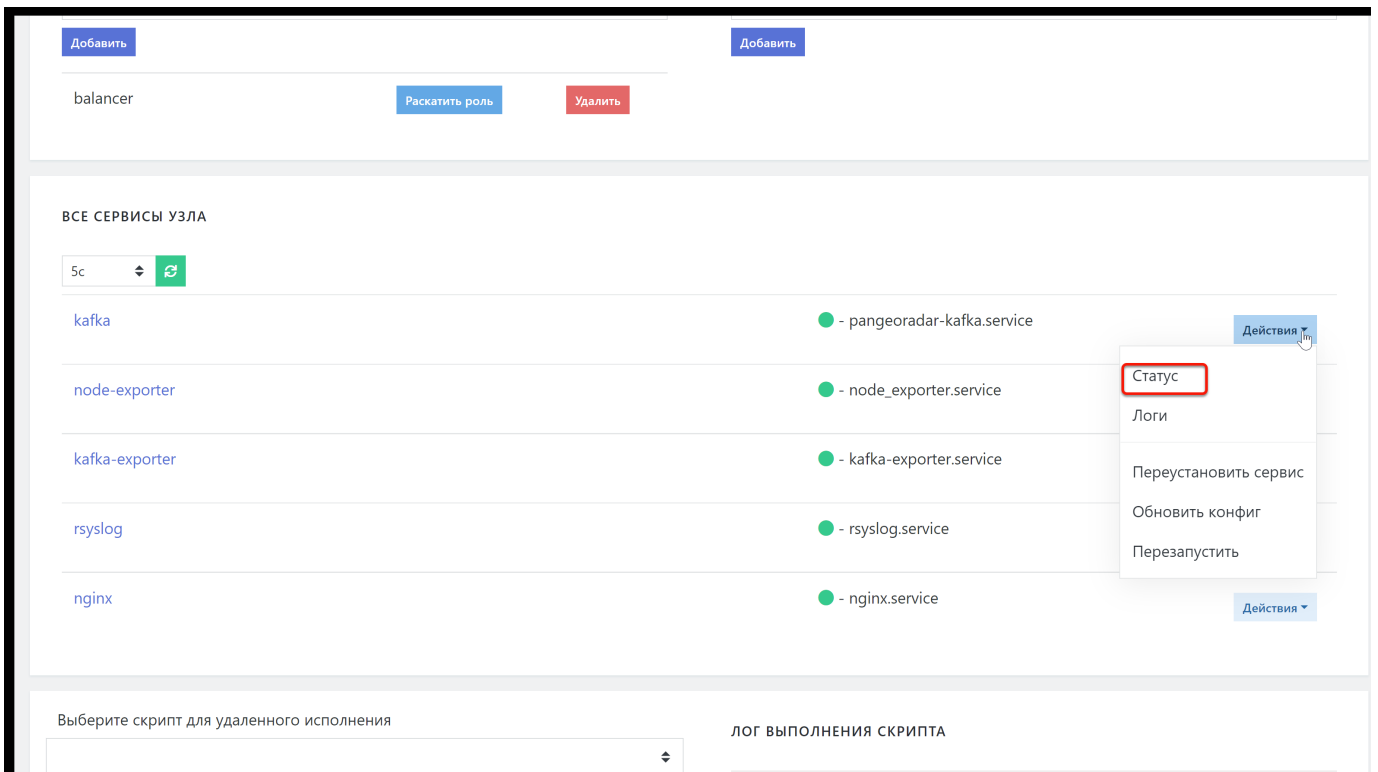 Добавить
Добавить
balancer
Раскатить роль
Удалить
ВСЕ СЕРВИСЫ УЗЛА
5с
kafka
- pangeoradar-kafka.service
Действия
Статус
node-exporter
- node_exporter.service
Логи
kafka-exporter
- kafka-exporter.service
Переустановить сервис
Обновить конфиг
rsyslog
- rsyslog.service
Перезапустить
nginx
- nginx.service
Действия
Выберите скрипт для удаленного исполнения
ЛОГ ВЫПОЛНЕНИЯ СКРИПТА